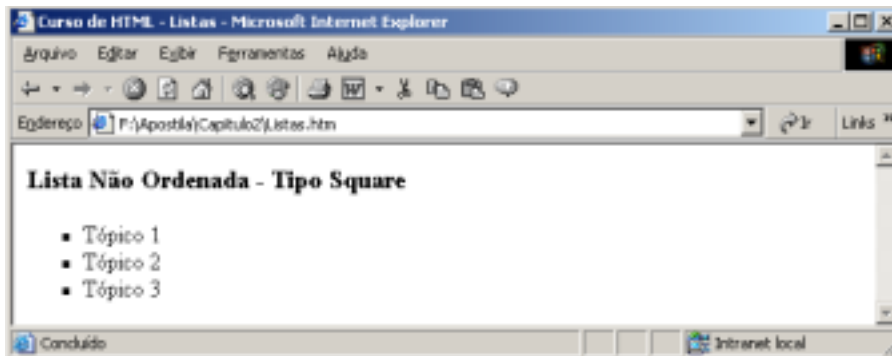 Curso de HTML - Listas - Microsoft Internet Explorer
Arquivo Editar Exibir Ferramentas Ajuda
Endereço F:\Apostila\Capitulo2\Listas.htm Ir Links »
Lista Não Ordenada - Tipo Square
Tópico 1
Tópico 2
Tópico 3
Concluído Intranet local